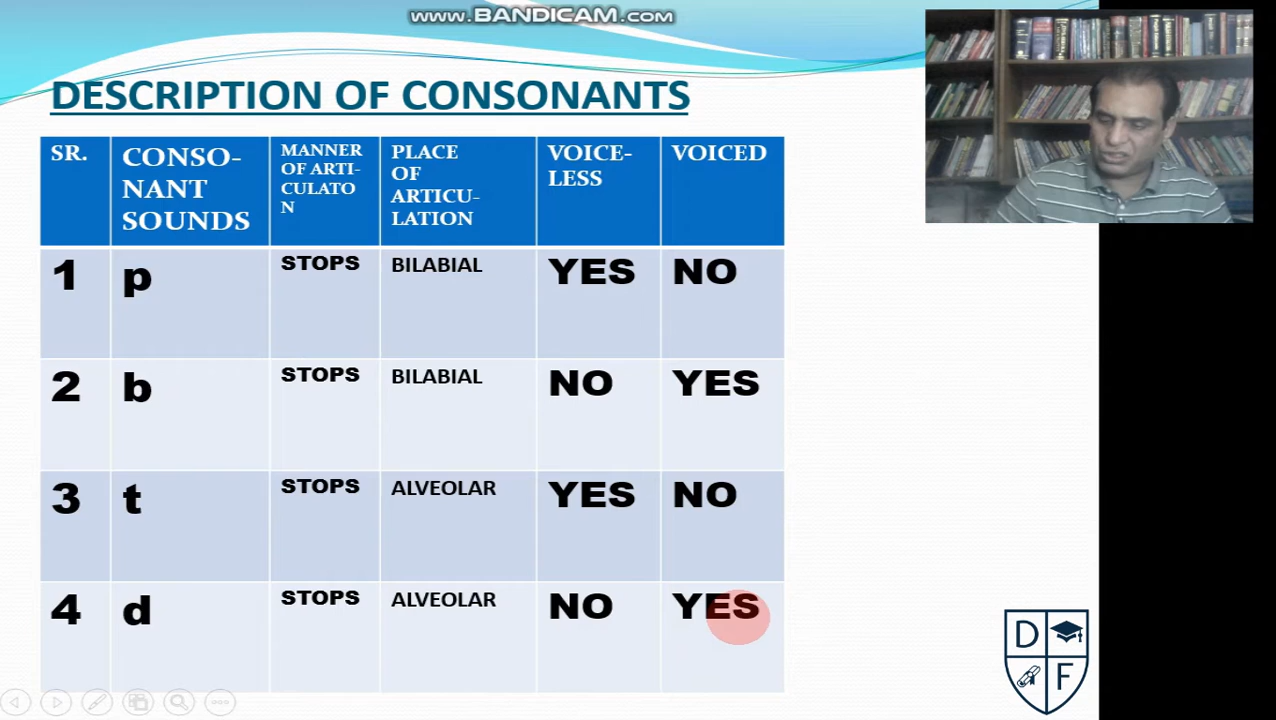 www.BANDICAM.com
DESCRIPTION OF CONSONANTS
SR.
CONSO-
NANT
SOUNDS
MANNER
OF ARTI-
CULATO
N
PLACE
OF
ARTICU-
LATION
VOICE-
LESS
VOICED
1
p
STOPS
BILABIAL
YES
NO
2
b
STOPS
BILABIAL
NO
YES
3
t
STOPS
ALVEOLAR
YES
NO
4
d
STOPS
ALVEOLAR
NO
YES
D
F